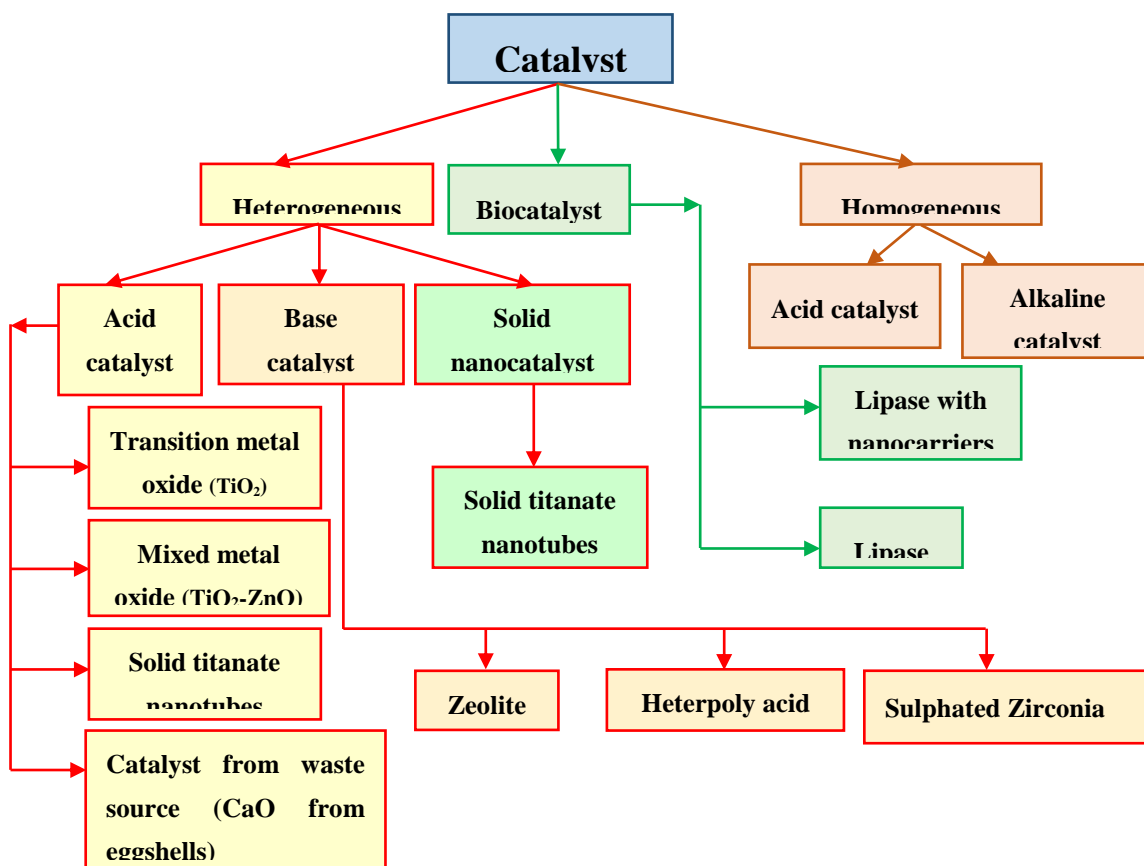 Catalyst
Heterogeneous
Biocatalyst
Homogeneous
Acid
catalyst
Base
catalyst
Solid
nanocatalyst
Acid catalyst
Alkaline
catalyst
Transition metal
oxide (TiO₂)
Mixed metal
oxide (TiO₂-ZnO)
Solid titanate
nanotubes
Catalyst from waste
source (CaO from
eggshells)
Solid titanate
nanotubes
Lipase with
nanocarriers
Lipase
Zeolite
Heterpoly acid
Sulphated Zirconia